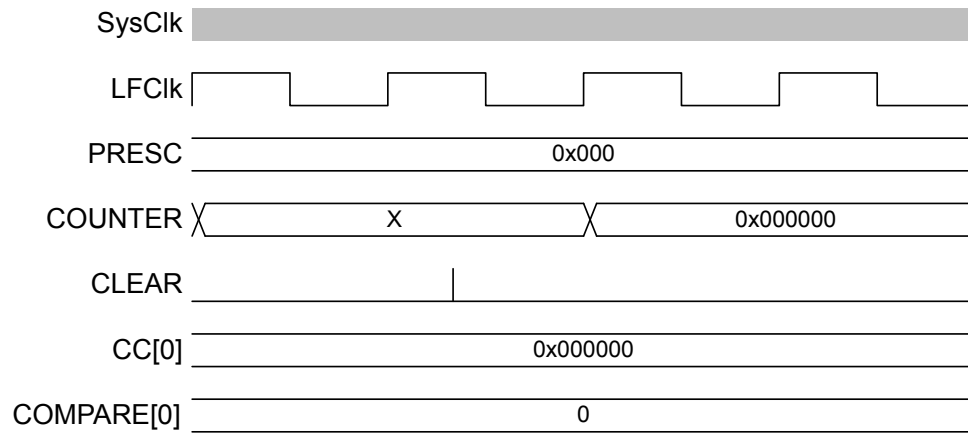 SysClk
LFClk
PRESC 0x000
COUNTER X 0x000000
CLEAR
CC[0] 0x000000
COMPARE[0] 0